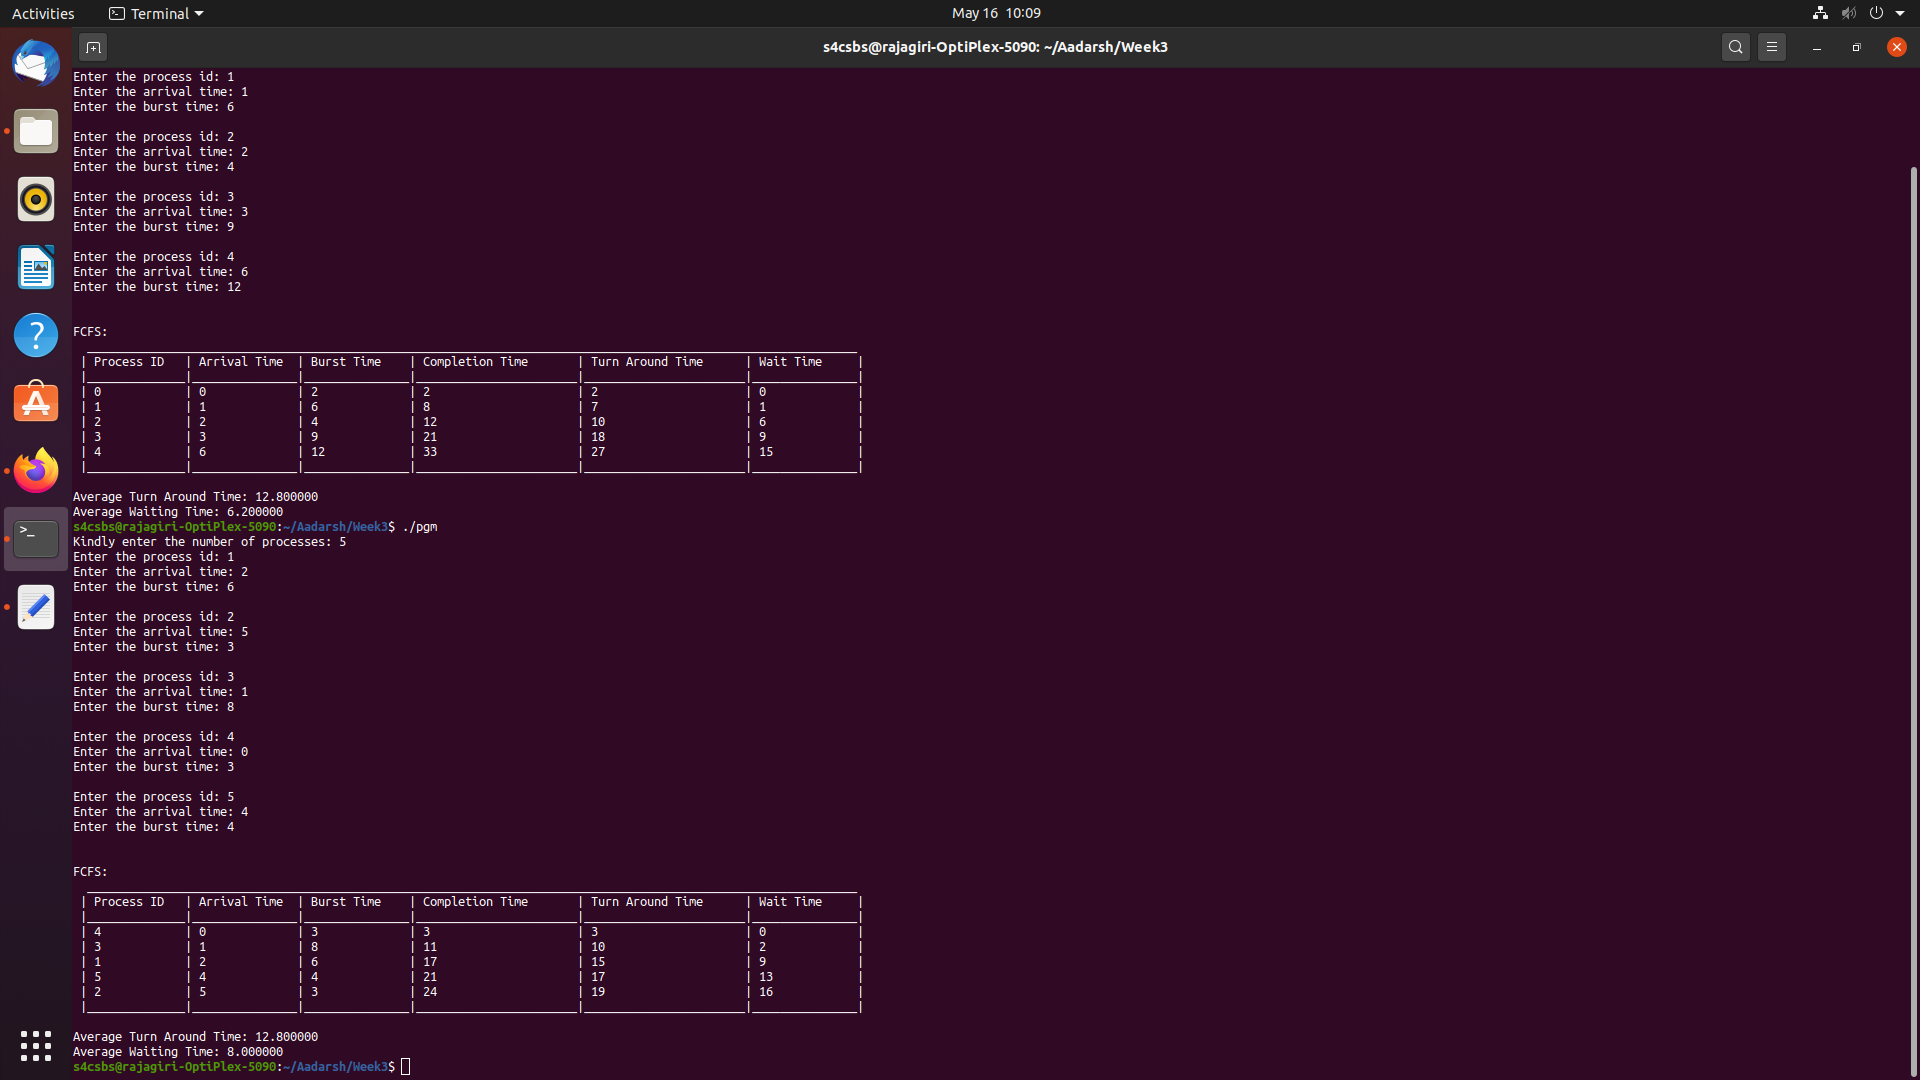 Activities Terminal May 16 10:09
s4csbs@rajagiri-OptiPlex-5090: ~/Aadarsh/Week3
Enter the process id: 1
Enter the arrival time: 1
Enter the burst time: 6
Enter the process id: 2
Enter the arrival time: 2
Enter the burst time: 4
Enter the process id: 3
Enter the arrival time: 3
Enter the burst time: 9
Enter the process id: 4
Enter the arrival time: 6
Enter the burst time: 12
FCFS:
| Process ID | Arrival Time | Burst Time | Completion Time | Turn Around Time | Wait Time |
| 0 | 0 | 2 | 2 | 2 | 0 |
| 1 | 1 | 6 | 8 | 7 | 1 |
| 2 | 2 | 4 | 12 | 10 | 6 |
| 3 | 3 | 9 | 21 | 18 | 9 |
| 4 | 6 | 12 | 33 | 27 | 15 |
Average Turn Around Time: 12.800000
Average Waiting Time: 6.200000
s4csbs@rajagiri-OptiPlex-5090:~/Aadarsh/Week3$ ./pgm
Kindly enter the number of processes: 5
Enter the process id: 1
Enter the arrival time: 2
Enter the burst time: 6
Enter the process id: 2
Enter the arrival time: 5
Enter the burst time: 3
Enter the process id: 3
Enter the arrival time: 1
Enter the burst time: 8
Enter the process id: 4
Enter the arrival time: 0
Enter the burst time: 3
Enter the process id: 5
Enter the arrival time: 4
Enter the burst time: 4
FCFS:
| Process ID | Arrival Time | Burst Time | Completion Time | Turn Around Time | Wait Time |
| 4 | 0 | 3 | 3 | 3 | 0 |
| 3 | 1 | 8 | 11 | 10 | 2 |
| 1 | 2 | 6 | 17 | 15 | 9 |
| 5 | 4 | 4 | 21 | 17 | 13 |
| 2 | 5 | 3 | 24 | 19 | 16 |
Average Turn Around Time: 12.800000
Average Waiting Time: 8.000000
s4csbs@rajagiri-OptiPlex-5090:~/Aadarsh/Week3$